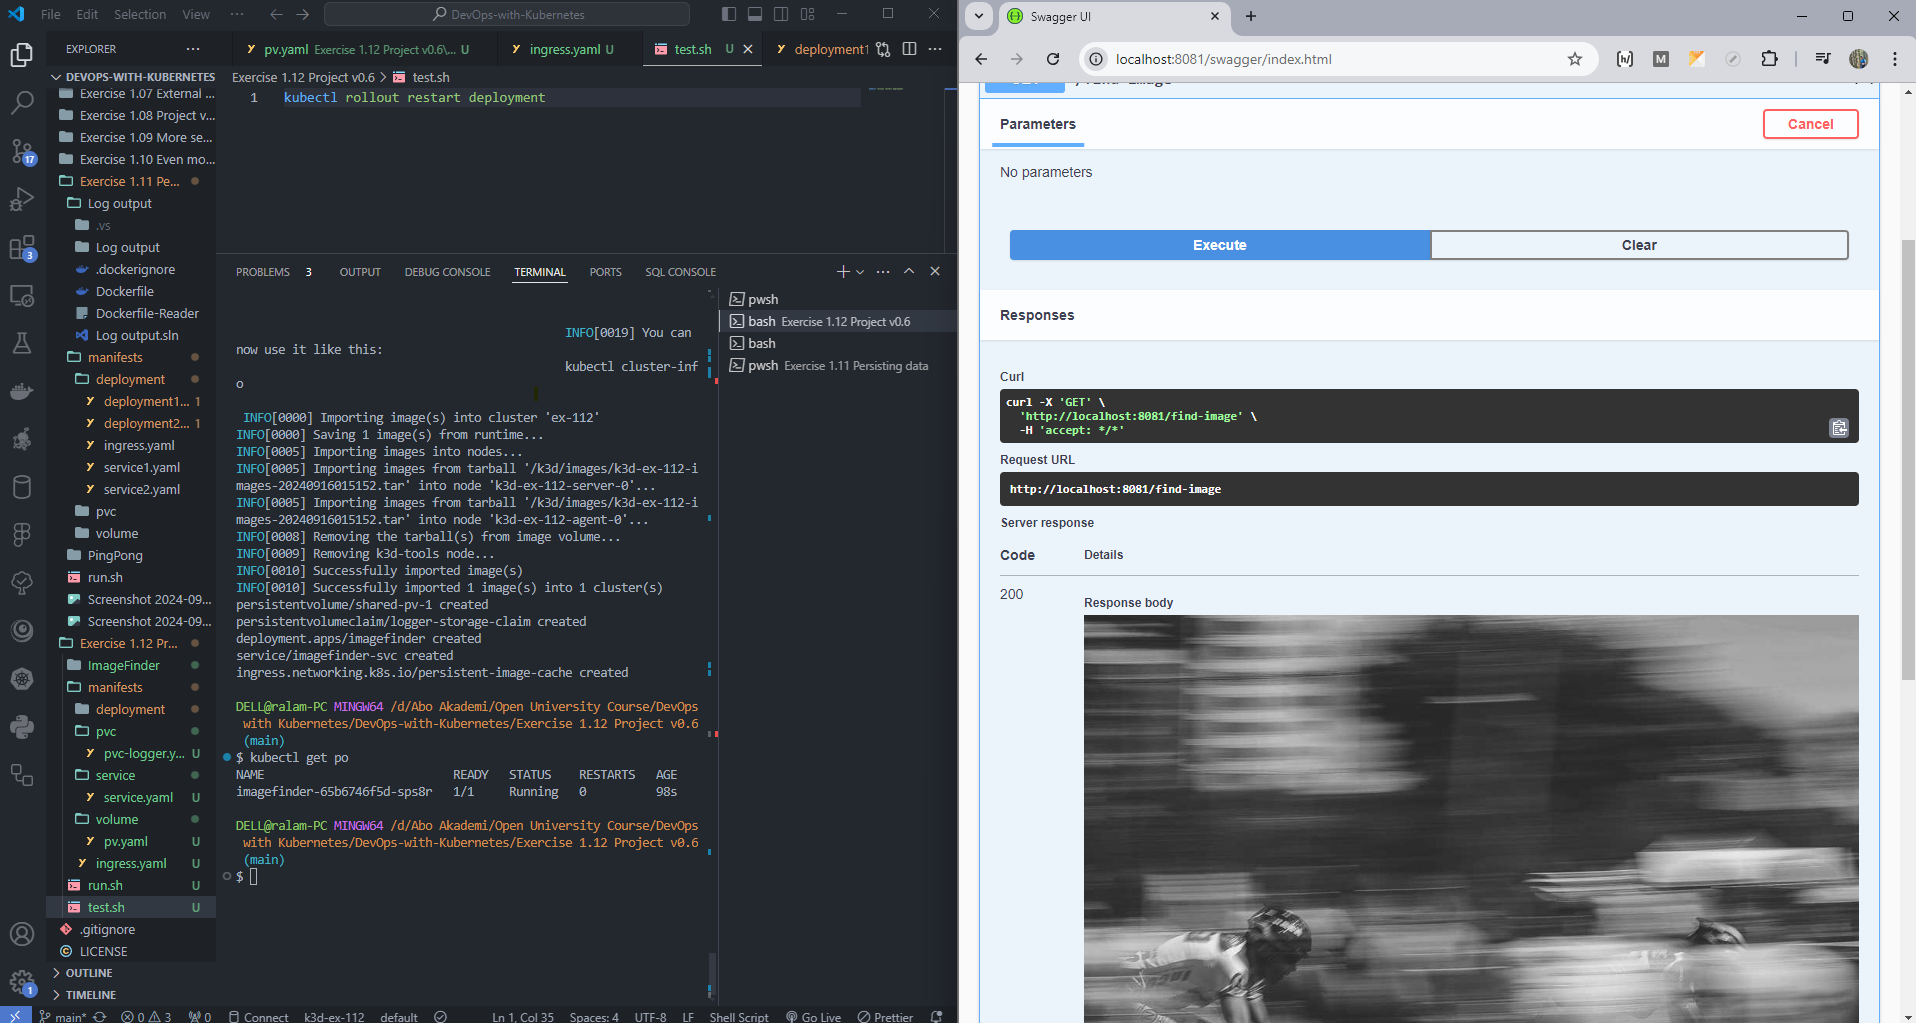 File Edit Selection View ··· DevOps-with-Kubernetes
EXPLORER ···
DEVOPS-WITH-KUBERNETES
Exercise 1.07 External ...
Exercise 1.08 Project v...
Exercise 1.09 More se...
Exercise 1.10 Even mo...
Exercise 1.11 Pe...
Log output
.vs
Log output
.dockerignore
Dockerfile
Dockerfile-Reader
Log output.sln
manifests
deployment
deployment1... 1
deployment2... 1
ingress.yaml
service1.yaml
service2.yaml
pvc
volume
PingPong
run.sh
Screenshot 2024-09...
Screenshot 2024-09...
Exercise 1.12 Pr...
ImageFinder
manifests
deployment
pvc
pvc-logger.y... U
service
service.yaml U
volume
pv.yaml U
ingress.yaml U
run.sh U
test.sh U
.gitignore
LICENSE
OUTLINE
TIMELINE
17
3
1
pv.yaml Exercise 1.12 Project v0.6\... U
ingress.yaml U
test.sh U
deployment1
Exercise 1.12 Project v0.6 > test.sh
1 kubectl rollout restart deployment
PROBLEMS 3 OUTPUT DEBUG CONSOLE TERMINAL PORTS SQL CONSOLE
INFO[0019] You can
now use it like this:
kubectl cluster-inf
o
INFO[0000] Importing image(s) into cluster 'ex-112'
INFO[0000] Saving 1 image(s) from runtime...
INFO[0005] Importing images into nodes...
INFO[0005] Importing images from tarball '/k3d/images/k3d-ex-112-i
mages-20240916015152.tar' into node 'k3d-ex-112-server-0'...
INFO[0005] Importing images from tarball '/k3d/images/k3d-ex-112-i
mages-20240916015152.tar' into node 'k3d-ex-112-agent-0'...
INFO[0008] Removing the tarball(s) from image volume...
INFO[0009] Removing k3d-tools node...
INFO[0010] Successfully imported image(s)
INFO[0010] Successfully imported 1 image(s) into 1 cluster(s)
persistentvolume/shared-pv-1 created
persistentvolumeclaim/logger-storage-claim created
deployment.apps/imagefinder created
service/imagefinder-svc created
ingress.networking.k8s.io/persistent-image-cache created
DELL@ralam-PC MINGW64 /d/Abo Akademi/Open University Course/DevOps
with Kubernetes/DevOps-with-Kubernetes/Exercise 1.12 Project v0.6
(main)
$ kubectl get po
NAME READY STATUS RESTARTS AGE
imagefinder-65b6746f5d-sps8r 1/1 Running 0 98s
DELL@ralam-PC MINGW64 /d/Abo Akademi/Open University Course/DevOps
with Kubernetes/DevOps-with-Kubernetes/Exercise 1.12 Project v0.6
(main)
$
pwsh
bash Exercise 1.12 Project v0.6
bash
pwsh Exercise 1.11 Persisting data
main* 0 3 0 Connect k3d-ex-112 default Ln 1, Col 35 Spaces: 4 UTF-8 LF Shell Script Go Live Prettier
Swagger UI
localhost:8081/swagger/index.html
Parameters
Cancel
No parameters
Execute
Clear
Responses
Curl
curl -X 'GET' \
'http://localhost:8081/find-image' \
-H 'accept: */*'
Request URL
http://localhost:8081/find-image
Server response
Code Details
200
Response body